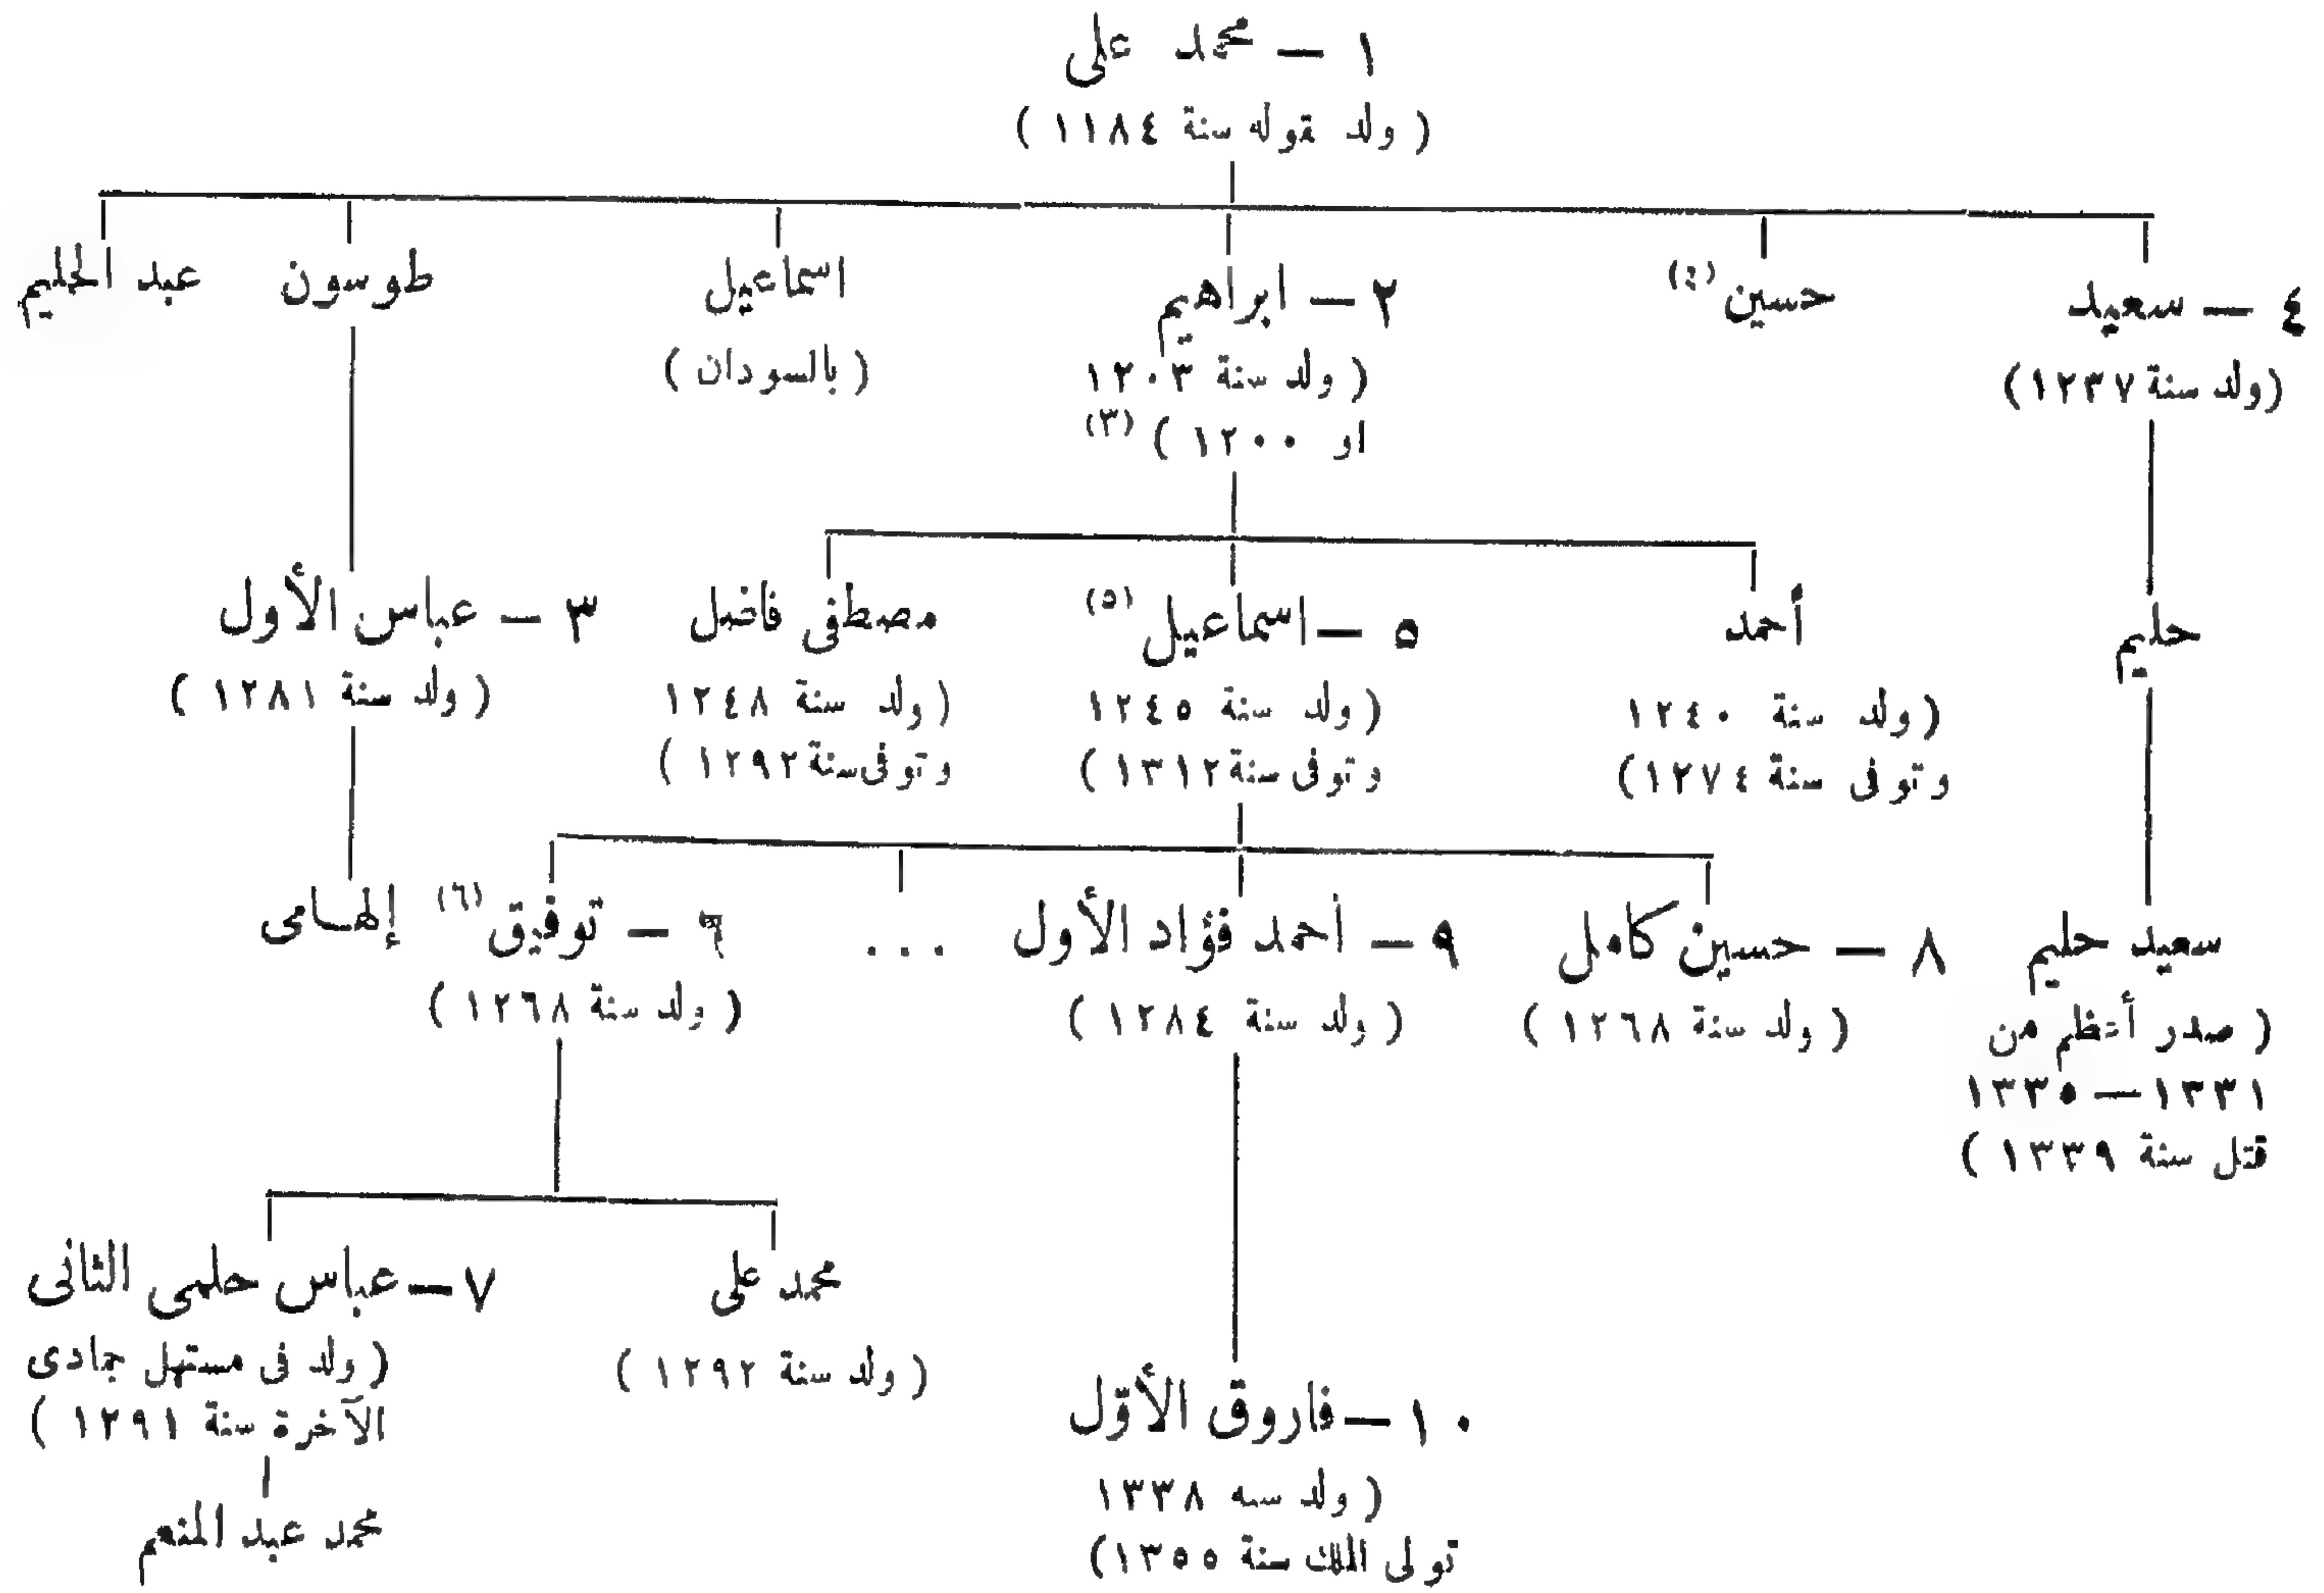 ١ — محمد على
( ولد بقوله سنة ١١٨٤ )
٤ — سعيد
(ولد سنة ١٢٣٧)
حسين (٤)
٢ — ابراهيم
( ولد سنة ١٢٠٣
او ١٢٠٠ ) (٣)
اسماعيل
( بالسودان )
طوسون
عبد الحليم
حليم
أحمد
( ولد سنة ١٢٤٠
وتوفى سنة ١٢٧٤)
٥ — اسماعيل (٥)
( ولد سنة ١٢٤٥
وتوفى سنة ١٣١٢)
مصطفى فاضل
( ولد سنة ١٢٤٨
وتوفى سنة ١٢٩٢ )
٣ — عباس الأول
( ولد سنة ١٢٨١ )
سعيد حليم
( صدر أعظم من
١٣٣١ — ١٣٣٥
قتل سنة ١٣٣٩ )
٨ — حسين كامل
( ولد سنة ١٢٦٨ )
٩ — أحمد فؤاد الأول
( ولد سنة ١٢٨٤ )
...
٦ — توفيق (٦)
( ولد سنة ١٢٦٨ )
إلهامى
محمد على
( ولد سنة ١٢٩٢ )
٧ — عباس حلمى الثانى
( ولد فى مستهل جمادى
الآخرة سنة ١٢٩١ )
١٠ — فاروق الأوّل
( ولد سنه ١٣٣٨
تولى الملك سنة ١٣٥٥)
محمد عبد المنعم